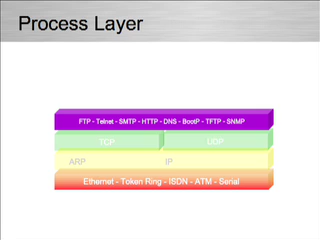 Process Layer
FTP - Telnet - SMTP - HTTP - DNS - BootP - TFTP - SNMP
TCP UDP
ARP IP
Ethernet - Token Ring - ISDN - ATM - Serial